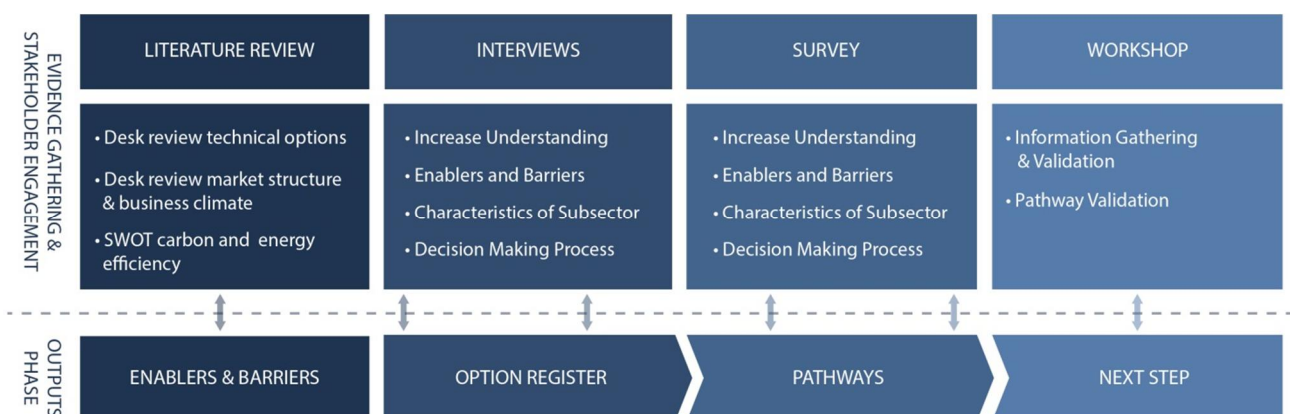 EVIDENCE GATHERING &
STAKEHOLDER ENGAGEMENT
LITERATURE REVIEW
INTERVIEWS
SURVEY
WORKSHOP
• Desk review technical options
• Desk review market structure
& business climate
• SWOT carbon and energy
efficiency
• Increase Understanding
• Enablers and Barriers
• Characteristics of Subsector
• Decision Making Process
• Increase Understanding
• Enablers and Barriers
• Characteristics of Subsector
• Decision Making Process
• Information Gathering
& Validation
• Pathway Validation
OUTPUTS
PHASE
ENABLERS & BARRIERS
OPTION REGISTER
PATHWAYS
NEXT STEP